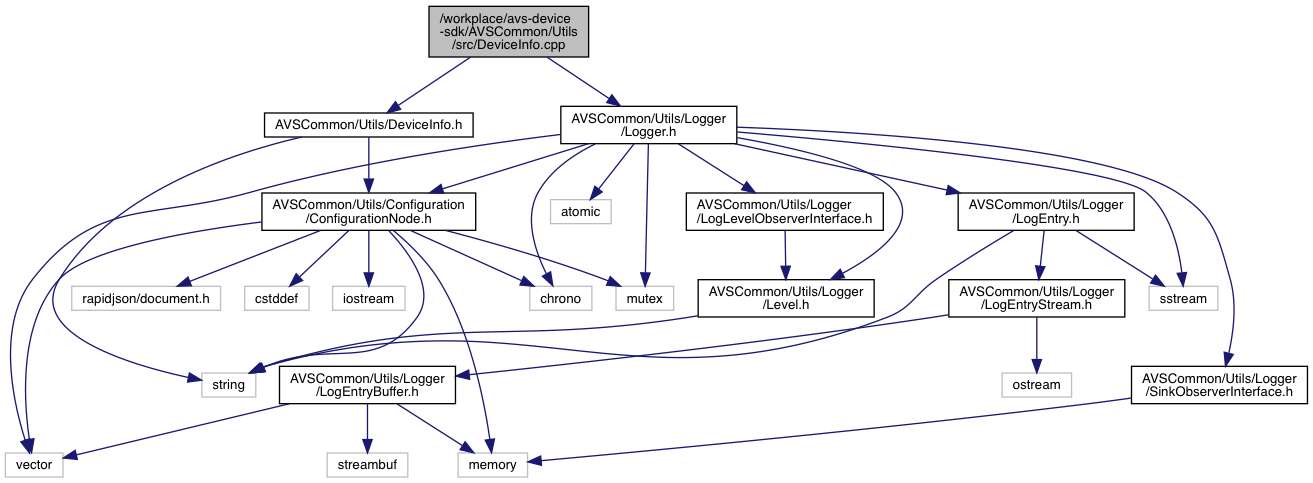 /workplace/avs-device
-sdk/AVSCommon/Utils
/src/DeviceInfo.cpp
AVSCommon/Utils/DeviceInfo.h
AVSCommon/Utils/Logger
/Logger.h
AVSCommon/Utils/Configuration
/ConfigurationNode.h
atomic
AVSCommon/Utils/Logger
/LogLevelObserverInterface.h
AVSCommon/Utils/Logger
/LogEntry.h
rapidjson/document.h
cstddef
iostream
chrono
mutex
AVSCommon/Utils/Logger
/Level.h
AVSCommon/Utils/Logger
/LogEntryStream.h
sstream
string
AVSCommon/Utils/Logger
/LogEntryBuffer.h
ostream
AVSCommon/Utils/Logger
/SinkObserverInterface.h
vector
streambuf
memory